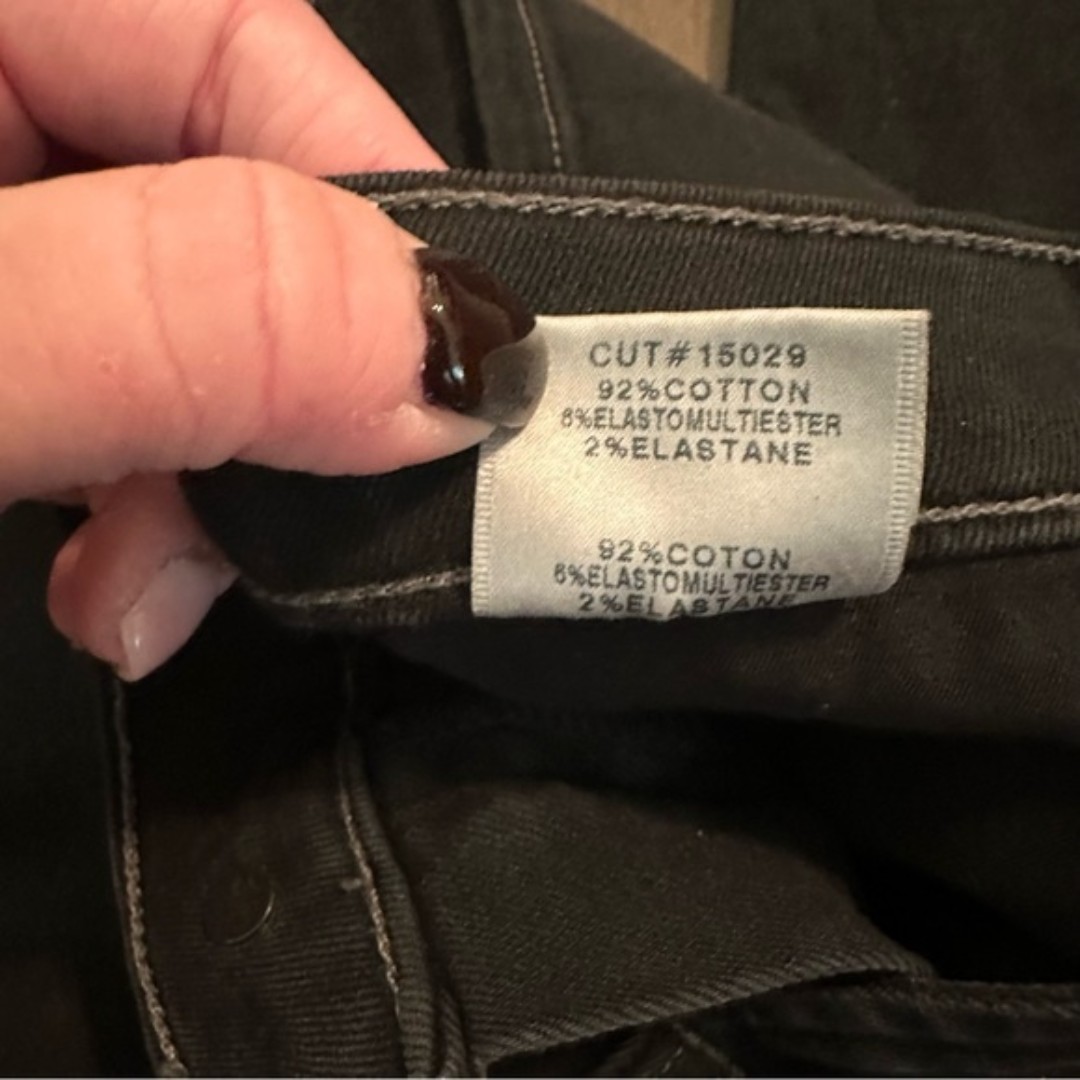 CUT#15029
92%COTTON
6%ELASTOMULTIESTER
2%ELASTANE
92%COTON
6%ELASTOMULTIESTER
2%ELASTANE